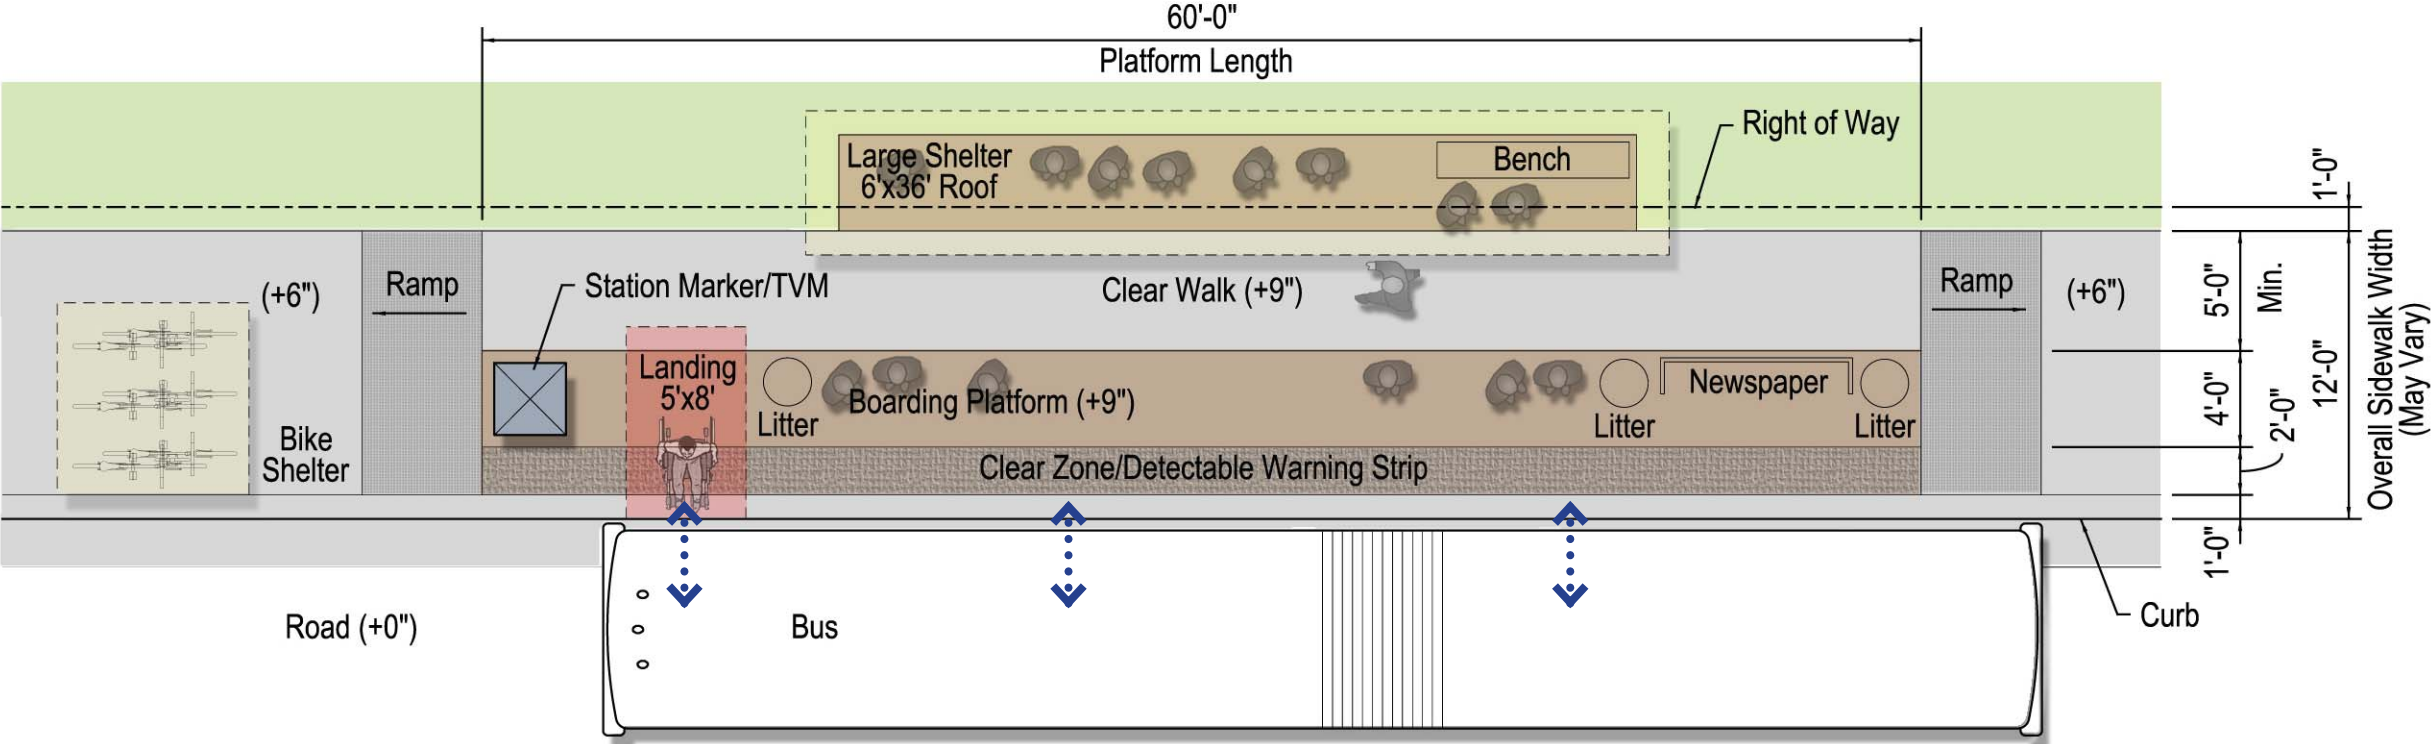 60'-0"
Platform Length
Right of Way
Large Shelter
6'x36' Roof
Bench
1'-0"
(+6")
Ramp
Station Marker/TVM
Clear Walk (+9")
Ramp
(+6")
5'-0"
Min.
Landing
5'x8'
Litter
Boarding Platform (+9")
Litter
Newspaper
Litter
4'-0"
2'-0"
12'-0"
Overall Sidewalk Width
(May Vary)
Bike
Shelter
Clear Zone/Detectable Warning Strip
1'-0"
Road (+0")
Bus
Curb